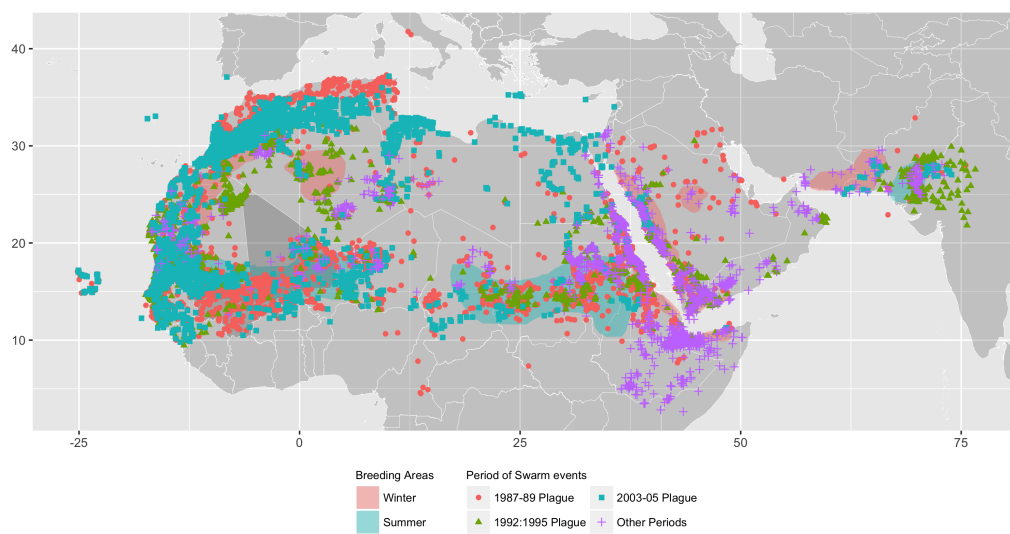 40
30
20
10
-25 0 25 50 75
Breeding Areas Period of Swarm events
Winter 1987-89 Plague 2003-05 Plague
Summer 1992:1995 Plague Other Periods